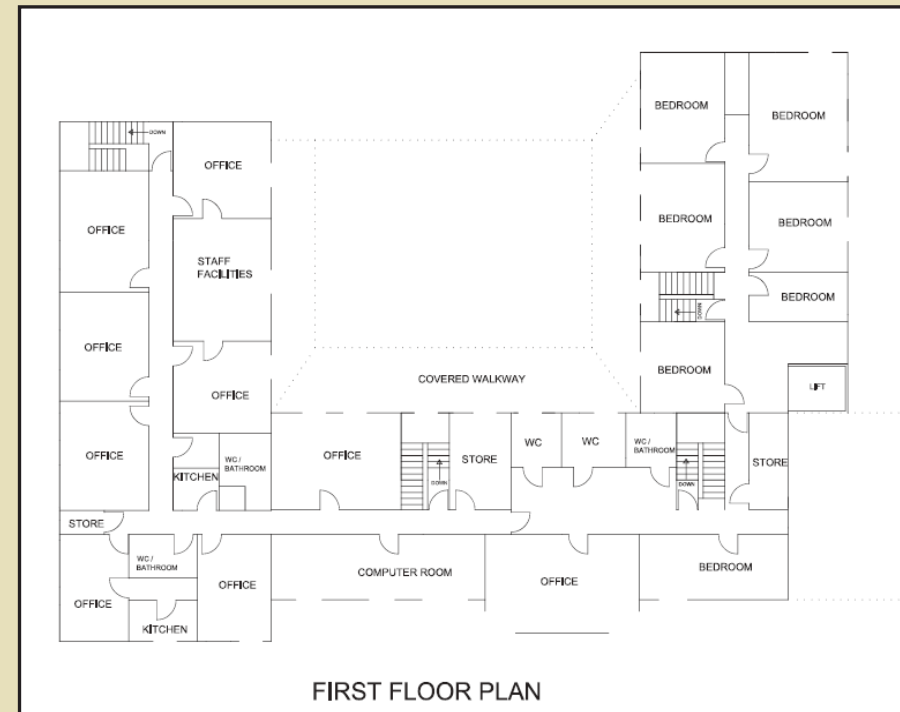 BEDROOM
BEDROOM
DOWN
OFFICE
BEDROOM
BEDROOM
OFFICE
STAFF
FACILITIES
BEDROOM
DOWN
OFFICE
BEDROOM
COVERED WALKWAY
LIFT
OFFICE
WC
WC
WC /
BATHROOM
OFFICE
OFFICE
STORE
STORE
WC /
BATHROOM
KITCHEN
DOWN
DOWN
STORE
WC /
BATHROOM
COMPUTER ROOM
OFFICE
BEDROOM
OFFICE
OFFICE
KITCHEN
FIRST FLOOR PLAN